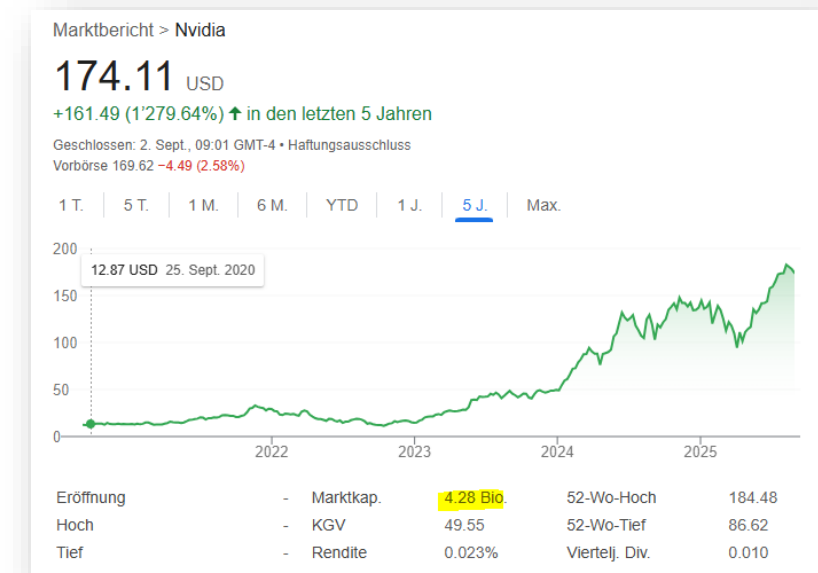 Marktbericht > Nvidia
174.11 USD
+161.49 (1'279.64%) ↑ in den letzten 5 Jahren
Geschlossen: 2. Sept., 09:01 GMT-4 • Haftungsausschluss
Vorbörse 169.62 −4.49 (2.58%)
1 T. 5 T. 1 M. 6 M. YTD 1 J. 5 J. Max.
200
12.87 USD 25. Sept. 2020
150
100
50
0
2022 2023 2024 2025
Eröffnung - Marktkap. 4.28 Bio. 52-Wo-Hoch 184.48
Hoch - KGV 49.55 52-Wo-Tief 86.62
Tief - Rendite 0.023% Viertelj. Div. 0.010